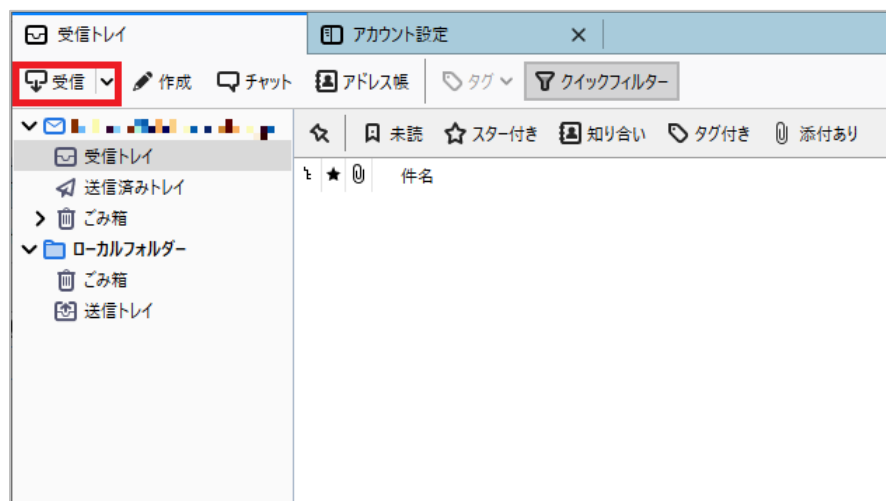 受信トレイ
アカウント設定
受信 作成 チャット アドレス帳 タグ クイックフィルター
未読 スター付き 知り合い タグ付き 添付あり
受信トレイ
送信済みトレイ
ごみ箱
ローカルフォルダー
ごみ箱
送信トレイ
件名